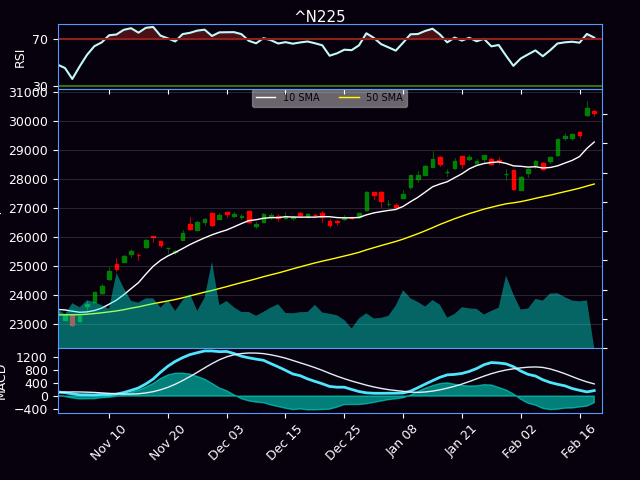 ^N225
RSI
70
30
10 SMA
50 SMA
31000
30000
29000
28000
27000
26000
25000
24000
23000
MACD
1200
800
400
0
−400
Nov 10
Nov 20
Dec 03
Dec 15
Dec 25
Jan 08
Jan 21
Feb 02
Feb 16